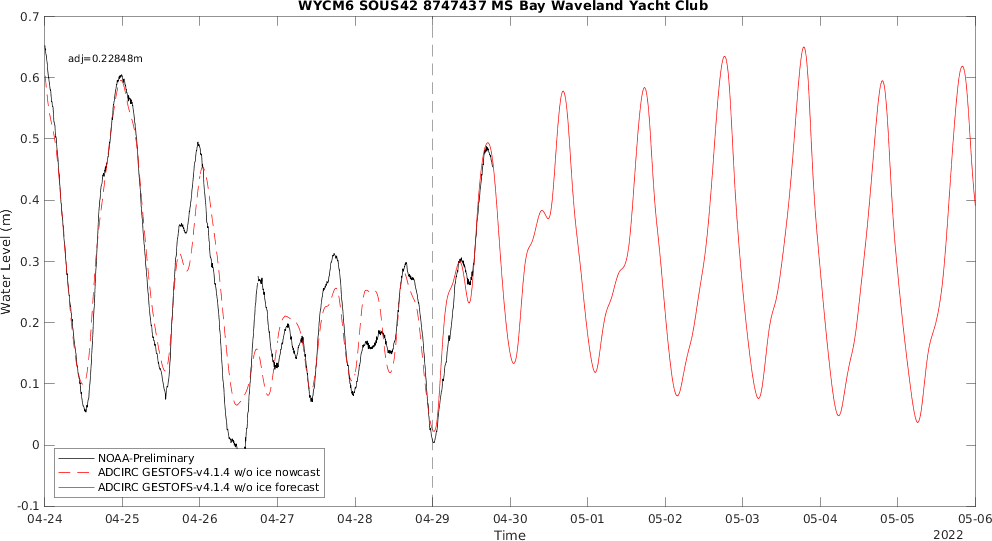 WYCM6 SOUS42 8747437 MS Bay Waveland Yacht Club
adj=0.22848m
0.7
0.6
0.5
0.4
0.3
0.2
0.1
0
-0.1
Water Level (m)
NOAA-Preliminary
ADCIRC GESTOFS-v4.1.4 w/o ice nowcast
ADCIRC GESTOFS-v4.1.4 w/o ice forecast
04-24 04-25 04-26 04-27 04-28 04-29 04-30 05-01 05-02 05-03 05-04 05-05 05-06
Time
2022